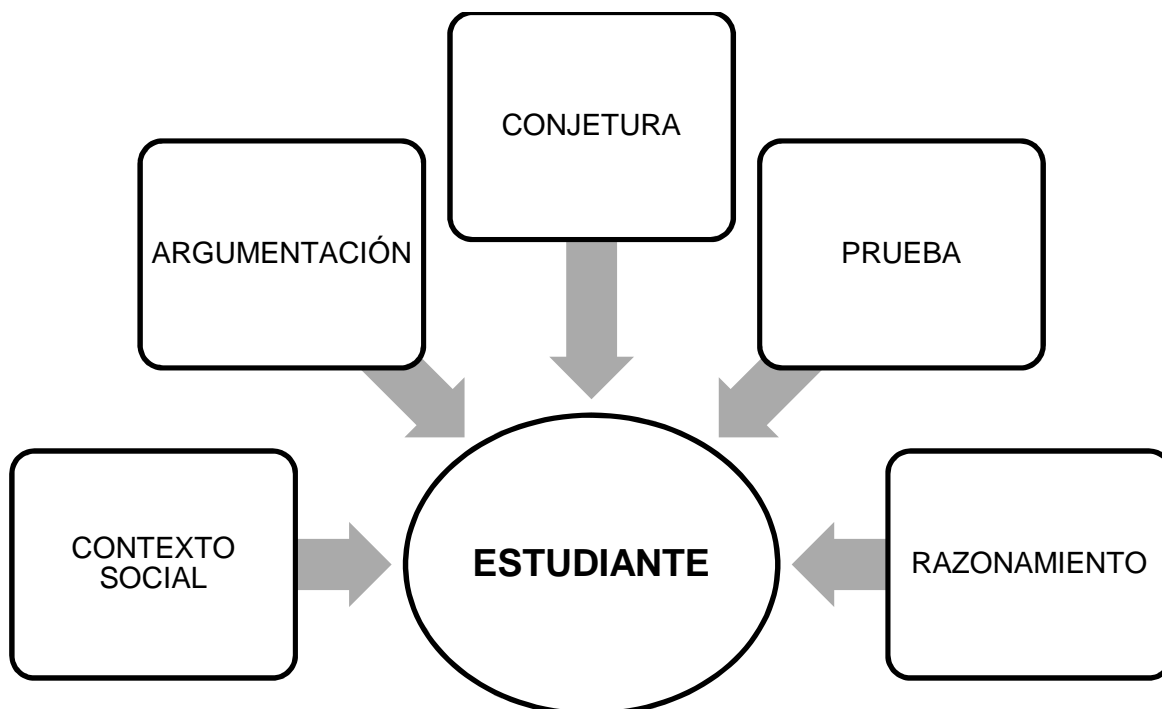 CONJETURA
ARGUMENTACIÓN
PRUEBA
CONTEXTO
SOCIAL
ESTUDIANTE
RAZONAMIENTO